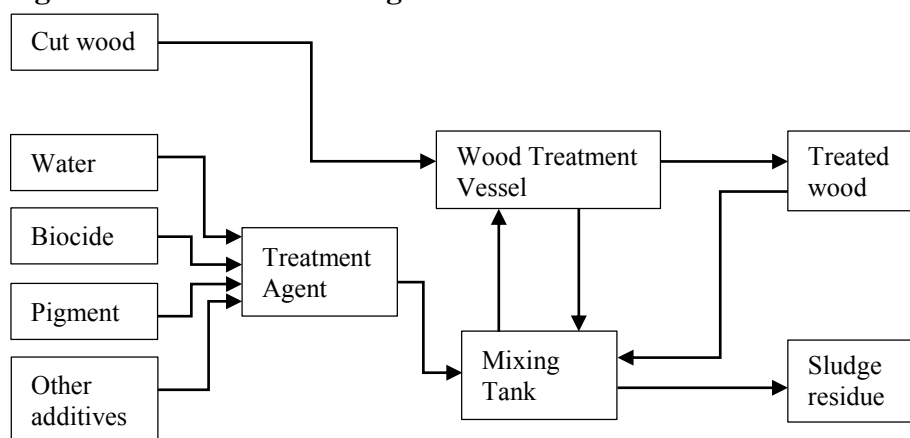 Cut wood
Water
Biocide
Pigment
Other
additives
Treatment
Agent
Wood Treatment
Vessel
Mixing
Tank
Treated
wood
Sludge
residue